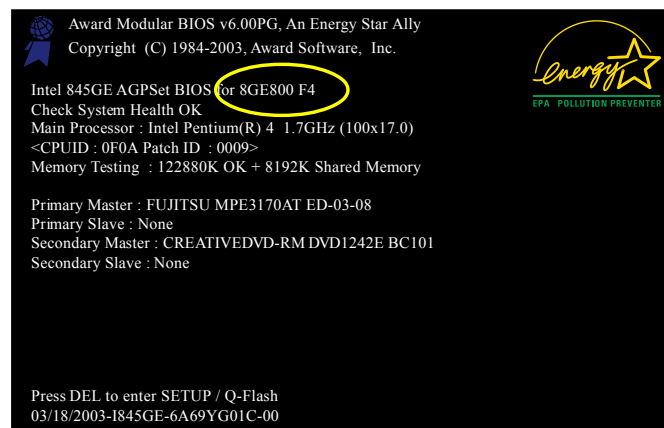 Award Modular BIOS v6.00PG, An Energy Star Ally
Copyright (C) 1984-2003, Award Software, Inc.
energy
EPA POLLUTION PREVENTER
Intel 845GE AGPSet BIOS for 8GE800 F4
Check System Health OK
Main Processor : Intel Pentium(R) 4 1.7GHz (100x17.0)
<CPUID : 0F0A Patch ID : 0009>
Memory Testing : 122880K OK + 8192K Shared Memory
Primary Master : FUJITSU MPE3170AT ED-03-08
Primary Slave : None
Secondary Master : CREATIVEDVD-RM DVD1242E BC101
Secondary Slave : None
Press DEL to enter SETUP / Q-Flash
03/18/2003-I845GE-6A69YG01C-00